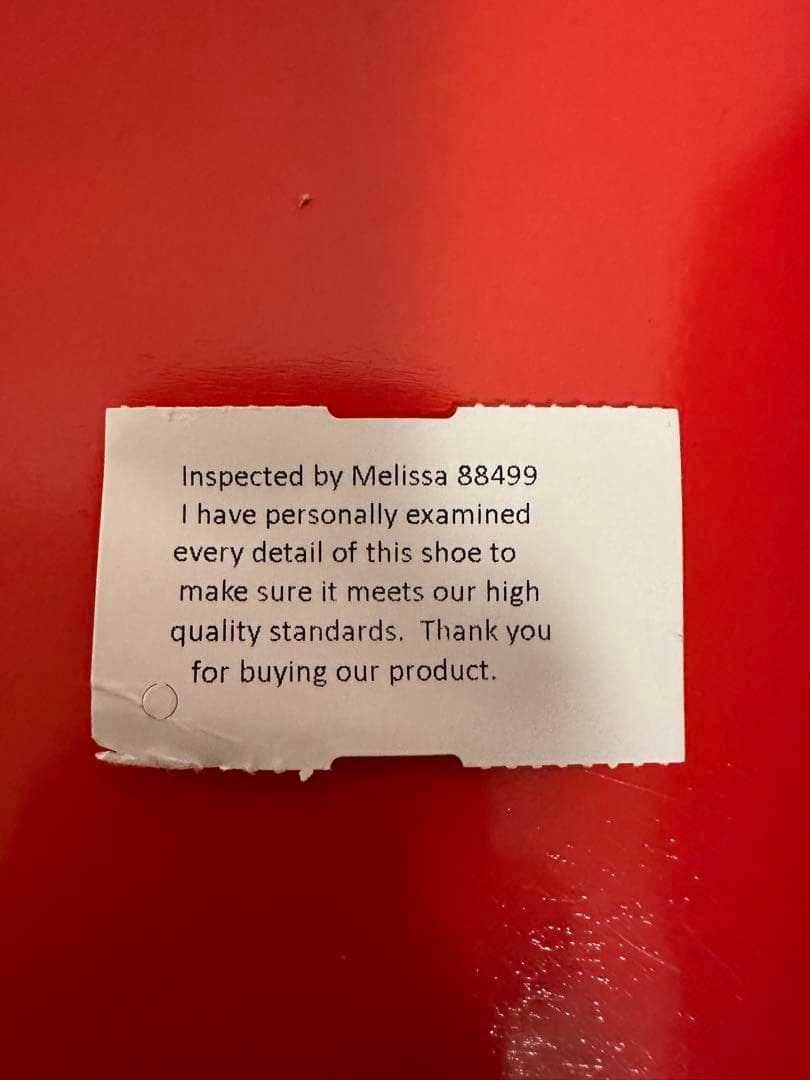 Inspected by Melissa 88499
I have personally examined
every detail of this shoe to
make sure it meets our high
quality standards.  Thank you
for buying our product.